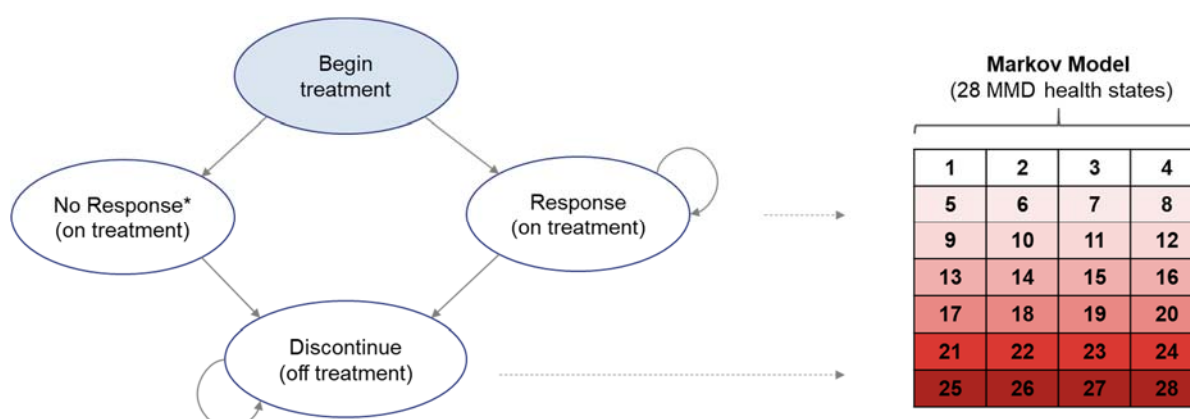 Begin
treatment
No Response*
(on treatment)
Response
(on treatment)
Discontinue
(off treatment)
Markov Model
(28 MMD health states)
1 2 3 4
5 6 7 8
9 10 11 12
13 14 15 16
17 18 19 20
21 22 23 24
25 26 27 28